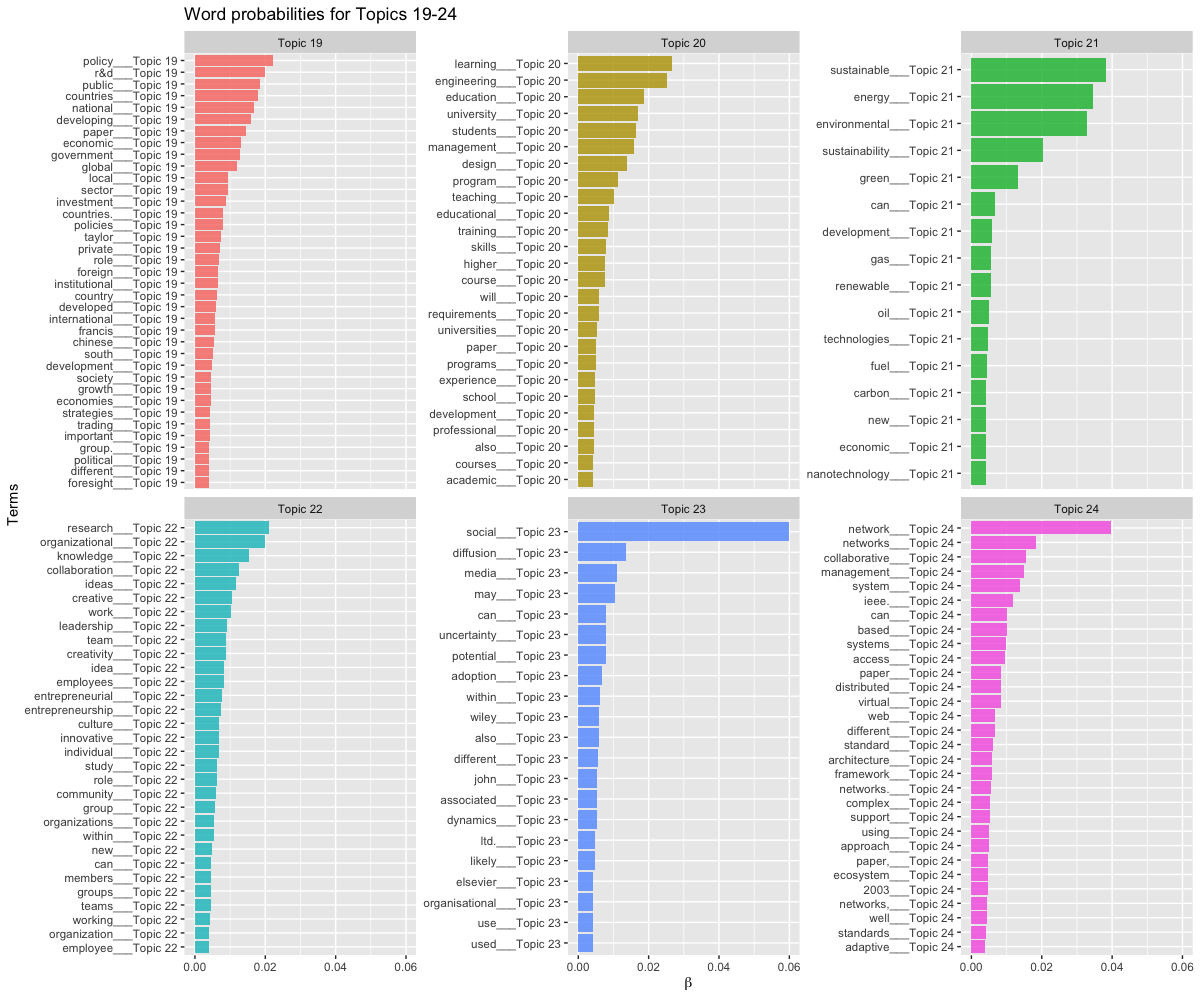 Word probabilities for Topics 19-24
Terms
Topic 19
policy___Topic 19
r&d___Topic 19
public___Topic 19
countries___Topic 19
national___Topic 19
developing___Topic 19
paper___Topic 19
economic___Topic 19
government___Topic 19
global___Topic 19
local___Topic 19
sector___Topic 19
investment___Topic 19
countries.___Topic 19
policies___Topic 19
taylor___Topic 19
private___Topic 19
role___Topic 19
foreign___Topic 19
institutional___Topic 19
country___Topic 19
developed___Topic 19
international___Topic 19
francis___Topic 19
chinese___Topic 19
south___Topic 19
development___Topic 19
society___Topic 19
growth___Topic 19
economies___Topic 19
strategies___Topic 19
trading___Topic 19
important___Topic 19
group.___Topic 19
political___Topic 19
different___Topic 19
foresight___Topic 19
Topic 20
learning___Topic 20
engineering___Topic 20
education___Topic 20
university___Topic 20
students___Topic 20
management___Topic 20
design___Topic 20
program___Topic 20
teaching___Topic 20
educational___Topic 20
training___Topic 20
skills___Topic 20
higher___Topic 20
course___Topic 20
will___Topic 20
requirements___Topic 20
universities___Topic 20
paper___Topic 20
programs___Topic 20
experience___Topic 20
school___Topic 20
development___Topic 20
professional___Topic 20
also___Topic 20
courses___Topic 20
academic___Topic 20
Topic 21
sustainable___Topic 21
energy___Topic 21
environmental___Topic 21
sustainability___Topic 21
green___Topic 21
can___Topic 21
development___Topic 21
gas___Topic 21
renewable___Topic 21
oil___Topic 21
technologies___Topic 21
fuel___Topic 21
carbon___Topic 21
new___Topic 21
economic___Topic 21
nanotechnology___Topic 21
Topic 22
research___Topic 22
organizational___Topic 22
knowledge___Topic 22
collaboration___Topic 22
ideas___Topic 22
creative___Topic 22
work___Topic 22
leadership___Topic 22
team___Topic 22
creativity___Topic 22
idea___Topic 22
employees___Topic 22
entrepreneurial___Topic 22
entrepreneurship___Topic 22
culture___Topic 22
innovative___Topic 22
individual___Topic 22
study___Topic 22
role___Topic 22
community___Topic 22
group___Topic 22
organizations___Topic 22
within___Topic 22
new___Topic 22
can___Topic 22
members___Topic 22
groups___Topic 22
teams___Topic 22
working___Topic 22
organization___Topic 22
employee___Topic 22
0.00 0.02 0.04 0.06
Topic 23
social___Topic 23
diffusion___Topic 23
media___Topic 23
may___Topic 23
can___Topic 23
uncertainty___Topic 23
potential___Topic 23
adoption___Topic 23
within___Topic 23
wiley___Topic 23
also___Topic 23
different___Topic 23
john___Topic 23
associated___Topic 23
dynamics___Topic 23
ltd.___Topic 23
likely___Topic 23
elsevier___Topic 23
organisational___Topic 23
use___Topic 23
used___Topic 23
0.00 0.02 0.04 0.06
Topic 24
network___Topic 24
networks___Topic 24
collaborative___Topic 24
management___Topic 24
system___Topic 24
ieee.___Topic 24
can___Topic 24
based___Topic 24
systems___Topic 24
access___Topic 24
paper___Topic 24
distributed___Topic 24
virtual___Topic 24
web___Topic 24
different___Topic 24
standard___Topic 24
architecture___Topic 24
framework___Topic 24
networks.___Topic 24
complex___Topic 24
support___Topic 24
using___Topic 24
approach___Topic 24
paper,___Topic 24
ecosystem___Topic 24
2003___Topic 24
networks,___Topic 24
well___Topic 24
standards___Topic 24
adaptive___Topic 24
0.00 0.02 0.04 0.06
β